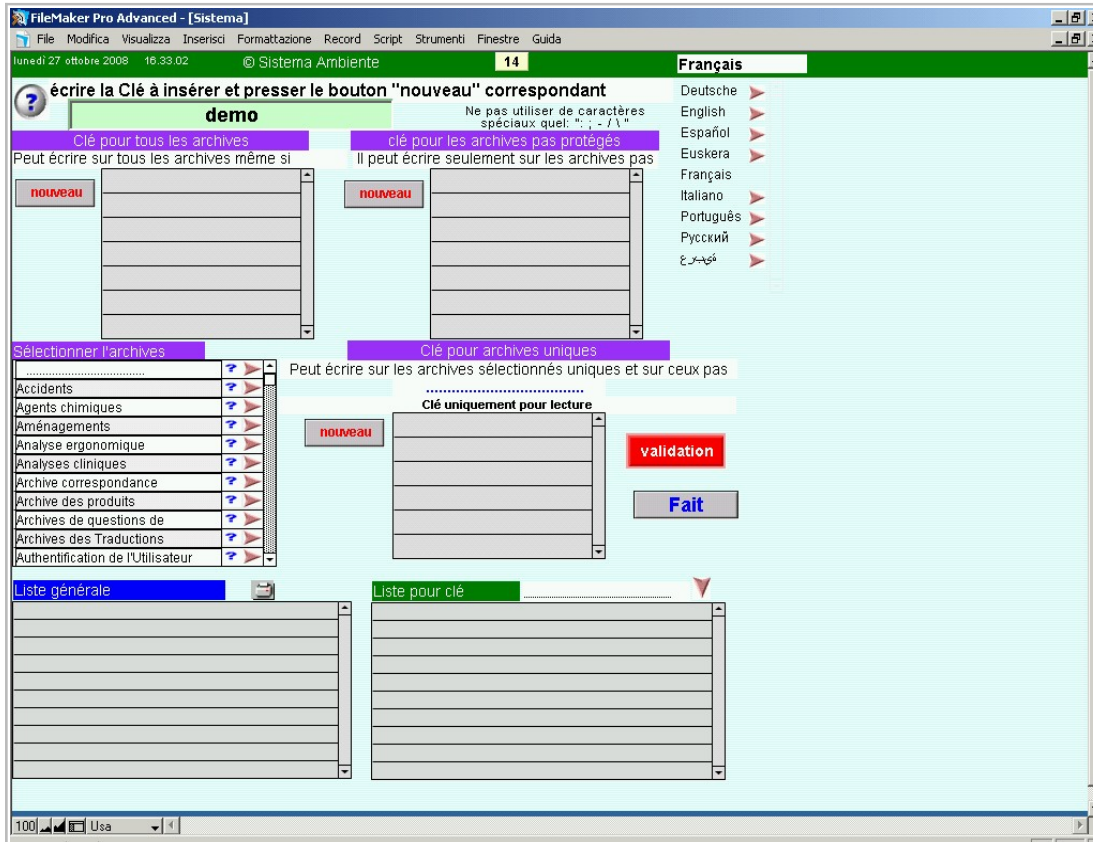 FileMaker Pro Advanced - [Sistema]
File Modifica Visualizza Inserisci Formattazione Record Script Strumenti Finestre Guida
lunedì 27 ottobre 2008 16.33.02 © Sistema Ambiente 14 Français
écrire la Clé à insérer et presser le bouton "nouveau" correspondant
demo
Ne pas utiliser de caractères
spéciaux quel: ": ; - / \ "
Deutsche
English
Español
Euskera
Français
Italiano
Português
Русский
Clé pour tous les archives
Peut écrire sur tous les archives même si
nouveau
clé pour les archives pas protégés
Il peut écrire seulement sur les archives pas
nouveau
Sélectionner l'archives
Accidents
Agents chimiques
Aménagements
Analyse ergonomique
Analyses cliniques
Archive correspondance
Archive des produits
Archives de questions de
Archives des Traductions
Authentification de l'Utilisateur
Clé pour archives uniques
Peut écrire sur les archives sélectionnés uniques et sur ceux pas
Clé uniquement pour lecture
nouveau
validation
Fait
Liste générale
Liste pour clé
100 Usa